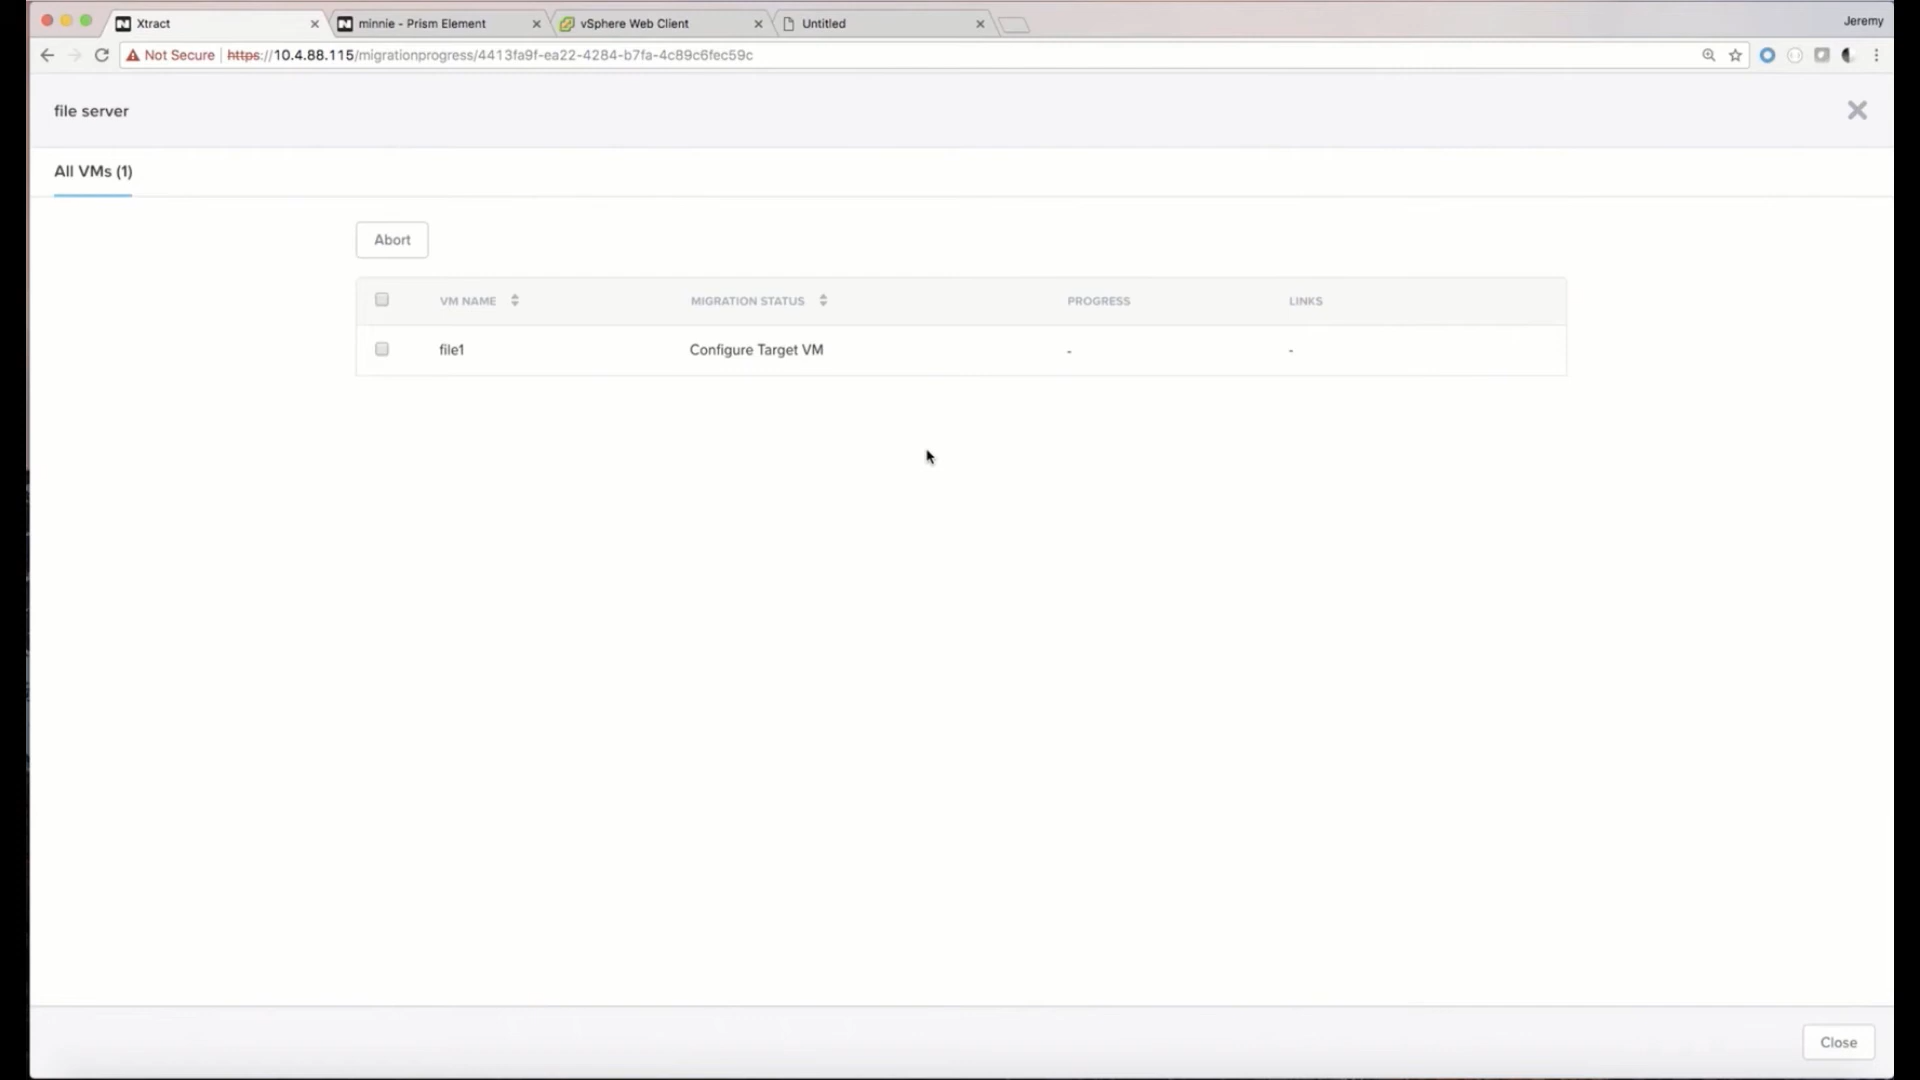 Xtract
minnie - Prism Element
vSphere Web Client
Untitled
Jeremy
Not Secure | https://10.4.88.115/migrationprogress/4413fa9f-ea22-4284-b7fa-4c89c6fec59c
file server
All VMs (1)
Abort
VM NAME MIGRATION STATUS PROGRESS LINKS
file1 Configure Target VM - -
Close